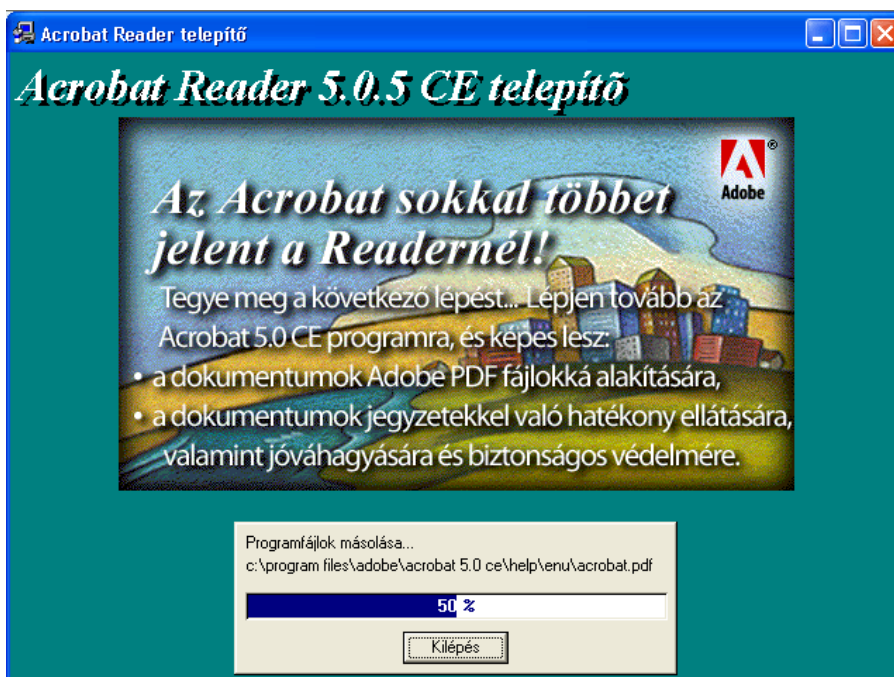 Acrobat Reader telepítő
Acrobat Reader 5.0.5 CE telepítõ
Adobe®
Az Acrobat sokkal többet
jelent a Readernél!
Tegye meg a következő lépést... Lépjen tovább az
Acrobat 5.0 CE programra, és képes lesz:
• a dokumentumok Adobe PDF fájlokká alakítására,
• a dokumentumok jegyzetekkel való hatékony ellátására,
valamint jóváhagyására és biztonságos védelmére.
Programfájlok másolása...
c:\program files\adobe\acrobat 5.0 ce\help\enu\acrobat.pdf
50 %
Kilépés